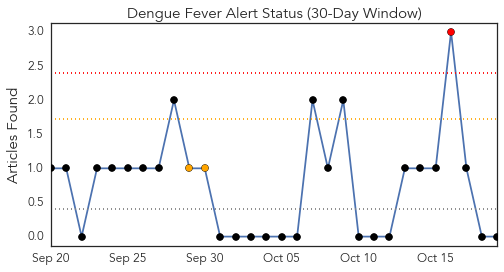 Dengue Fever Alert Status (30-Day Window)
Articles Found
3.0
2.5
2.0
1.5
1.0
0.5
0.0
Sep 20
Sep 25
Sep 30
Oct 05
Oct 10
Oct 15